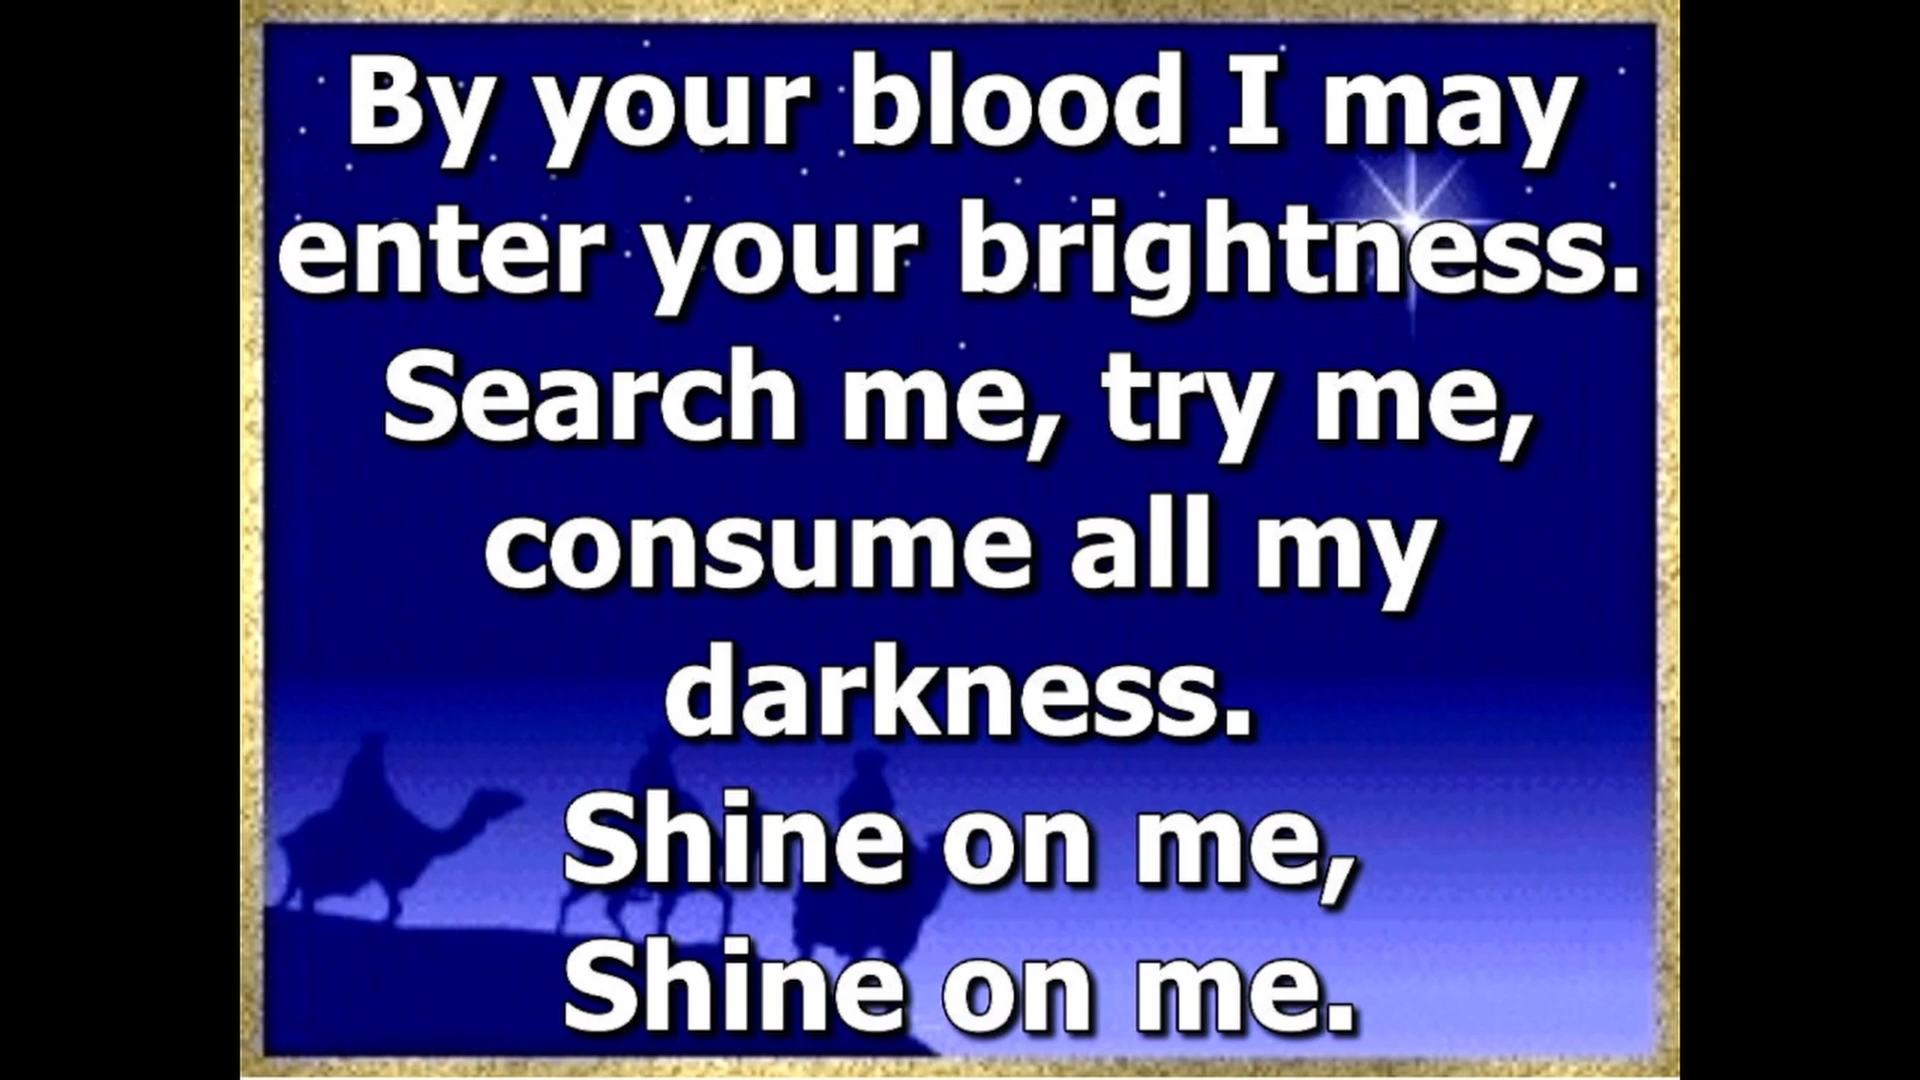 By your blood I may
enter your brightness.
Search me, try me,
consume all my
darkness.
Shine on me,
Shine on me.